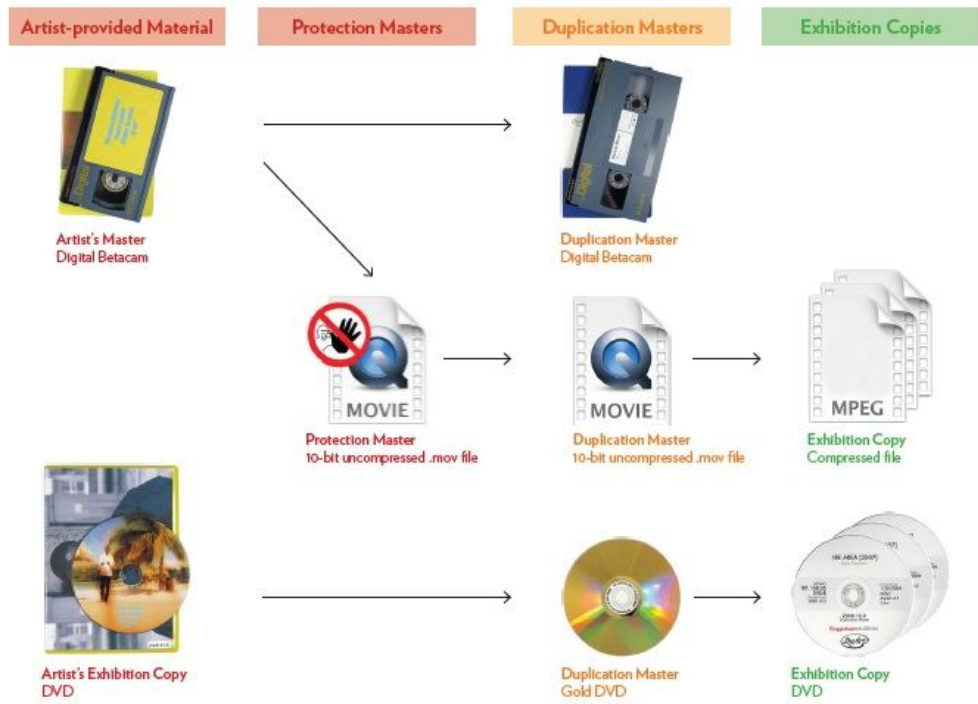 Artist-provided Material
Protection Masters
Duplication Masters
Exhibition Copies
Digital
Digital
Artist's Master
Digital Betacam
Duplication Master
Digital Betacam
MOVIE
MOVIE
MPEG
Protection Master
10-bit uncompressed .mov file
Duplication Master
10-bit uncompressed .mov file
Exhibition Copy
Compressed file
Artist's Exhibition Copy
DVD
Duplication Master
Gold DVD
Exhibition Copy
DVD